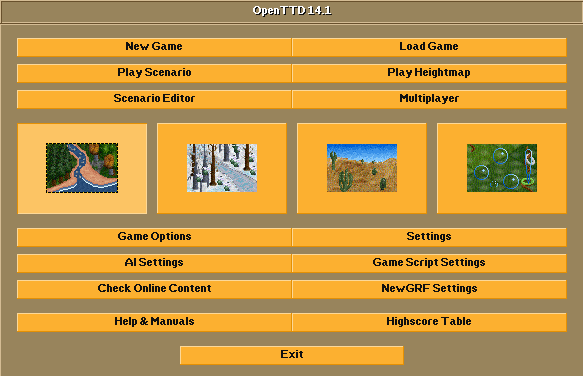 OpenTTD 14.1
New Game Load Game
Play Scenario Play Heightmap
Scenario Editor Multiplayer
Game Options Settings
AI Settings Game Script Settings
Check Online Content NewGRF Settings
Help & Manuals Highscore Table
Exit